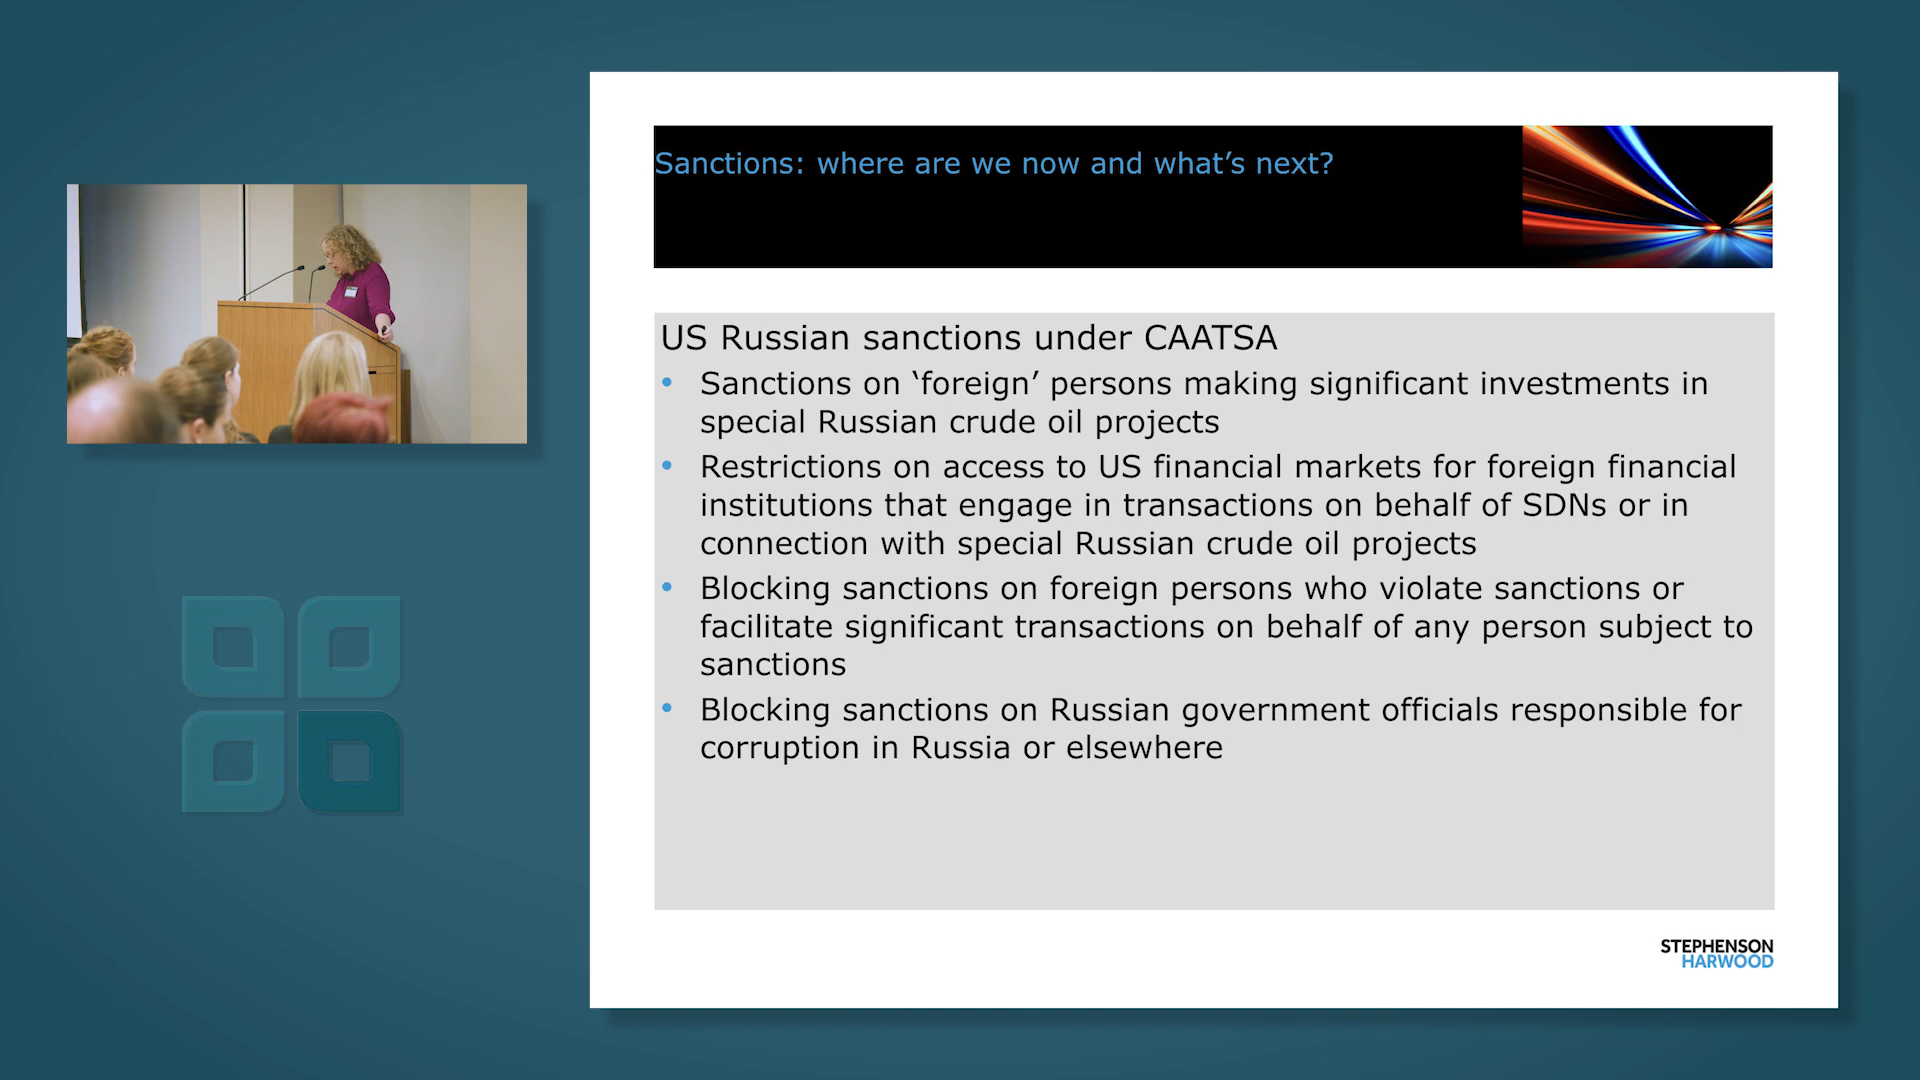 Sanctions: where are we now and what’s next?
US Russian sanctions under CAATSA
• Sanctions on ‘foreign’ persons making significant investments in
special Russian crude oil projects
• Restrictions on access to US financial markets for foreign financial
institutions that engage in transactions on behalf of SDNs or in
connection with special Russian crude oil projects
• Blocking sanctions on foreign persons who violate sanctions or
facilitate significant transactions on behalf of any person subject to
sanctions
• Blocking sanctions on Russian government officials responsible for
corruption in Russia or elsewhere
STEPHENSON
HARWOOD